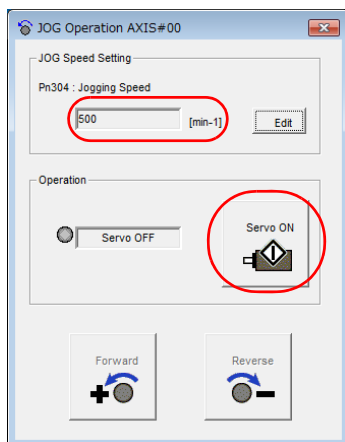 JOG Operation AXIS#00
JOG Speed Setting
Pn304 : Jogging Speed
500 [min-1] Edit
Operation
Servo OFF
Servo ON
Forward Reverse